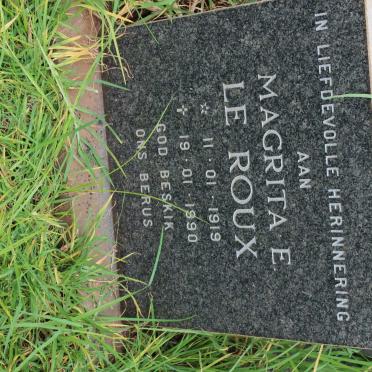 IN LIEFDEVOLLE HERINNERING
AAN
MAGRITA E.
LE ROUX
☆ 11·01·1919
✞ 19·01·1990
GOD BESKIK
ONS BERUS